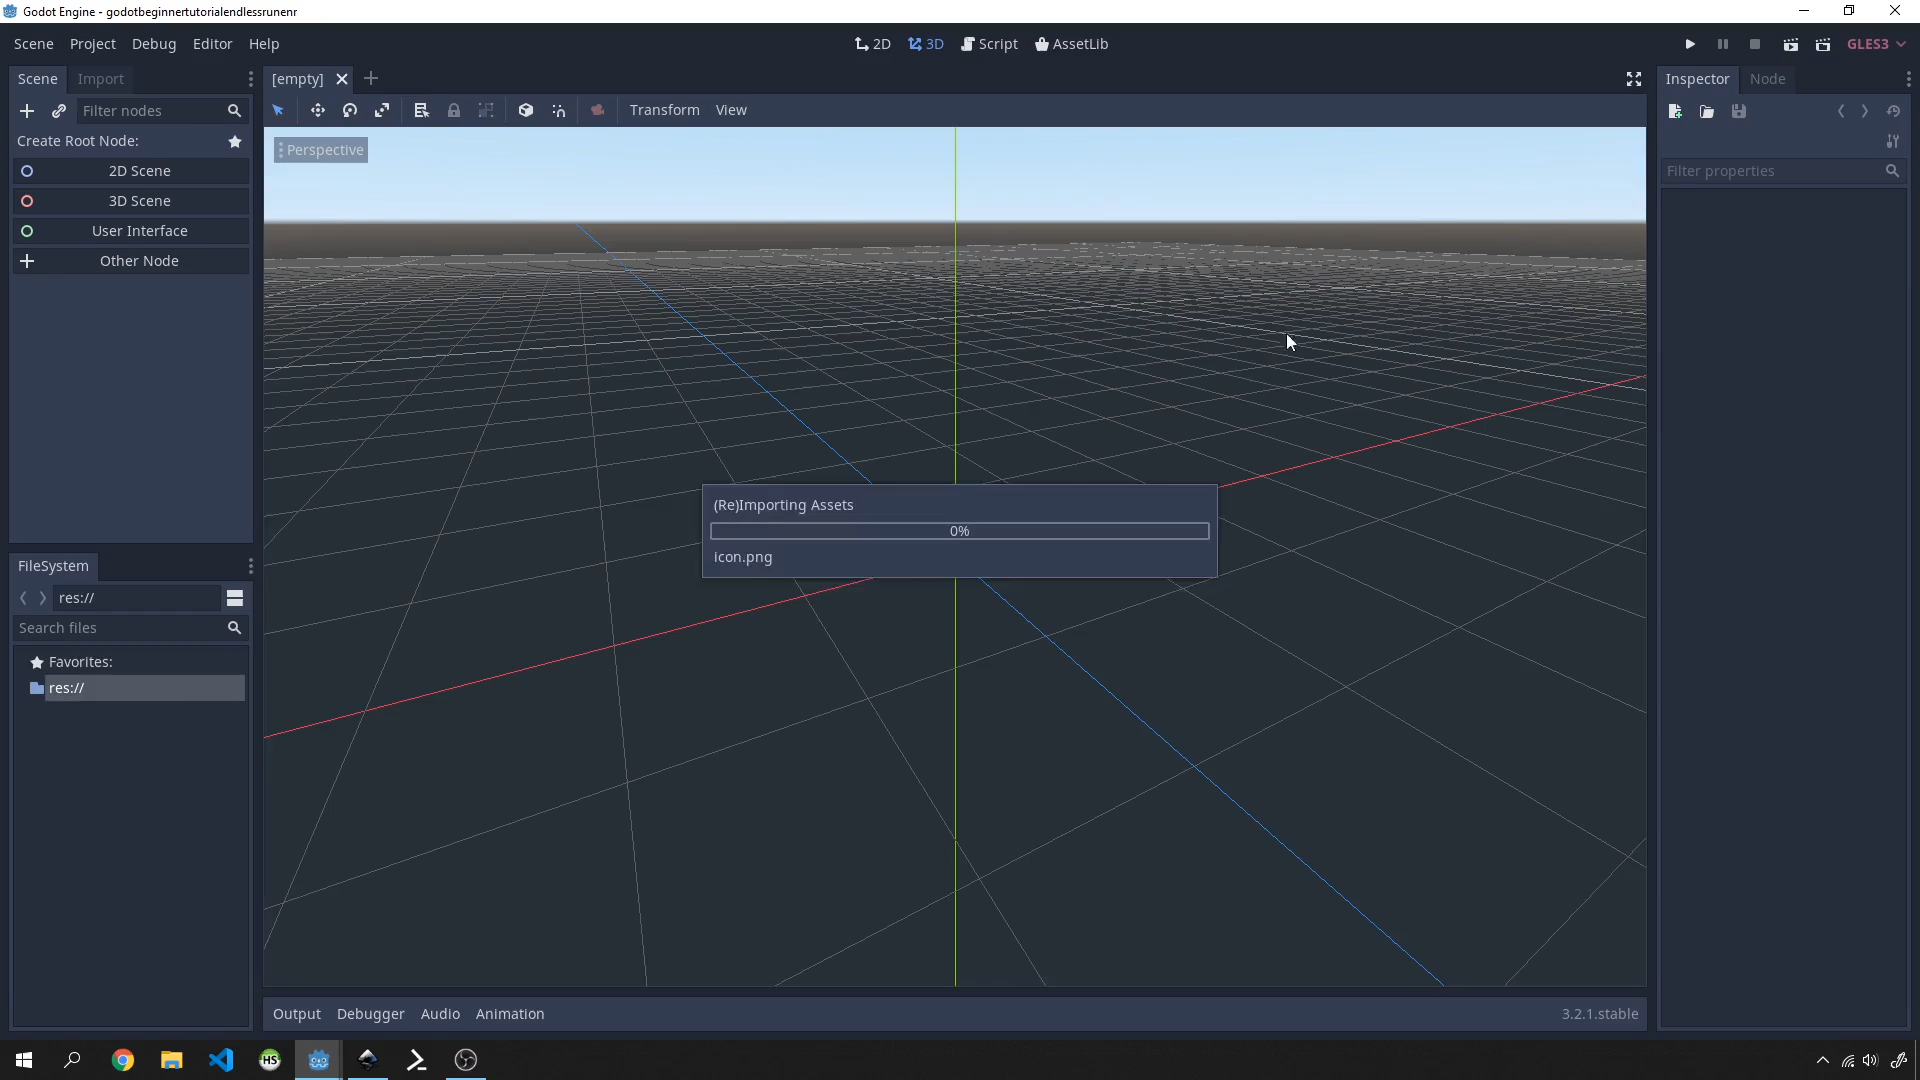 Godot Engine - godotbeginnertutorialendlessrunenr
Scene Project Debug Editor Help
2D 3D Script AssetLib
GLES3
Scene Import
[empty]
Inspector Node
Filter nodes
Transform View
Create Root Node:
Perspective
2D Scene
Filter properties
3D Scene
User Interface
Other Node
(Re)Importing Assets
0%
icon.png
FileSystem
res://
Search files
Favorites:
res://
Output Debugger Audio Animation
3.2.1.stable
HS